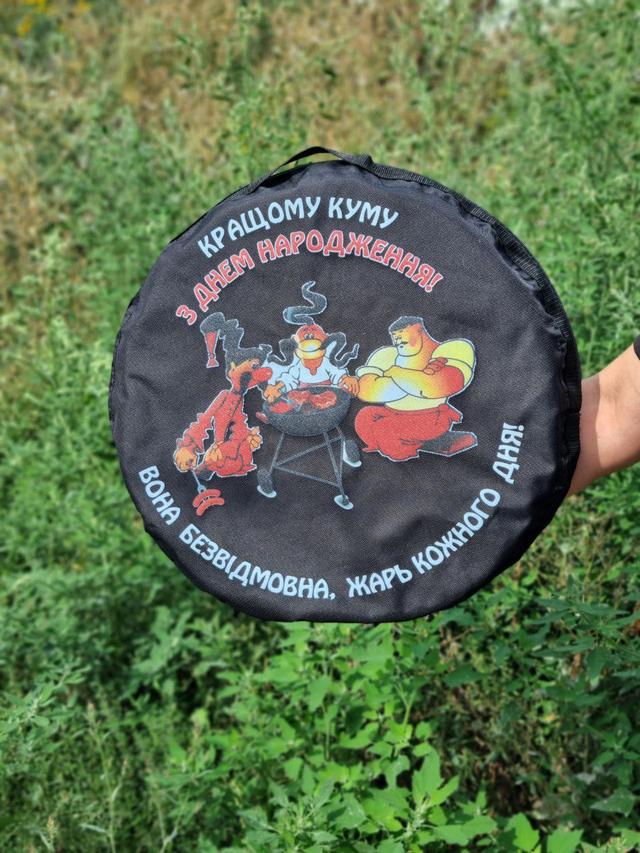 КРАЩОМУ КУМУ
З ДНЕМ НАРОДЖЕННЯ!
ВОНА БЕЗВІДМОВНА, ЖАРЬ КОЖНОГО ДНЯ!